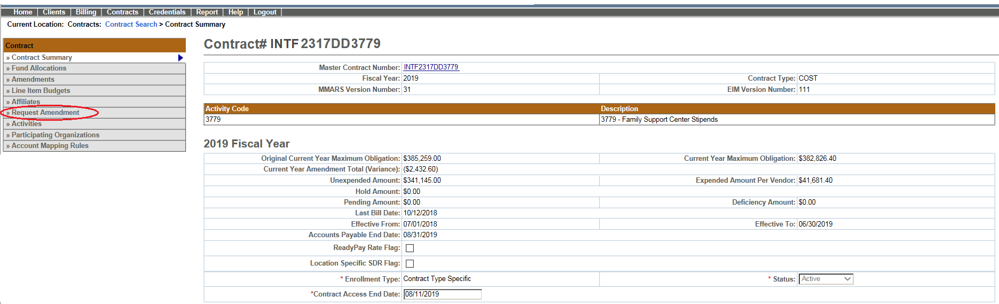 Home | Clients | Billing | Contracts | Credentials | Report | Help | Logout |
Current Location: Contracts: Contract Search > Contract Summary
Contract
» Contract Summary
» Fund Allocations
» Amendments
» Line Item Budgets
» Affiliates
» Request Amendment
» Activities
» Participating Organizations
» Account Mapping Rules
Contract# INTF 2317DD3779
Master Contract Number: INTF2317DD3779
Fiscal Year: 2019 Contract Type: COST
MMARS Version Number: 31 EIM Version Number: 111
Activity Code Description
3779 3779 - Family Support Center Stipends
2019 Fiscal Year
Original Current Year Maximum Obligation: $385,259.00 Current Year Maximum Obligation: $382,826.40
Current Year Amendment Total (Variance): ($2,432.60)
Unexpended Amount: $341,145.00 Expended Amount Per Vendor: $41,681.40
Hold Amount: $0.00
Pending Amount: $0.00 Deficiency Amount: $0.00
Last Bill Date: 10/12/2018
Effective From: 07/01/2018 Effective To: 06/30/2019
Accounts Payable End Date: 08/31/2019
ReadyPay Rate Flag:
Location Specific SDR Flag:
* Enrollment Type: Contract Type Specific * Status: Active
*Contract Access End Date: 08/11/2019